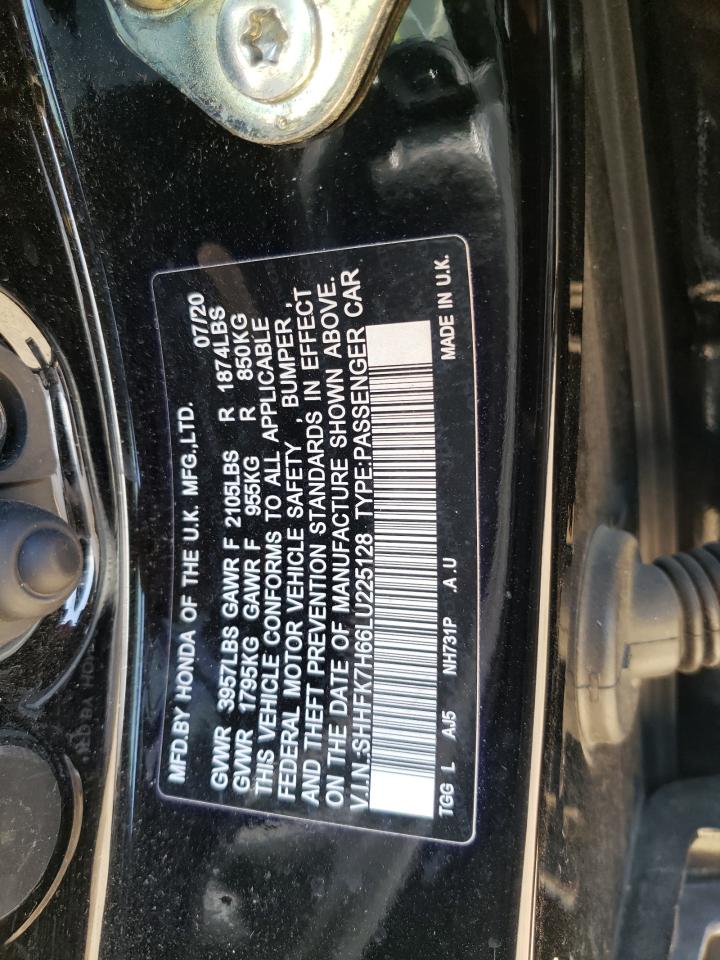 MFD.BY HONDA OF THE U.K. MFG.,LTD. 07/20
GVWR 3957LBS GAWR F 2105LBS R 1874LBS
GVWR 1795KG GAWR F 955KG R 850KG
THIS VEHICLE CONFORMS TO ALL APPLICABLE
FEDERAL MOTOR VEHICLE SAFETY , BUMPER ,
AND THEFT PREVENTION STANDARDS IN EFFECT
ON THE DATE OF MANUFACTURE SHOWN ABOVE.
V.I.N.SHHFK7H66LU225128 TYPE:PASSENGER CAR
TGG L AJ5 NH731P .A.U MADE IN U.K.